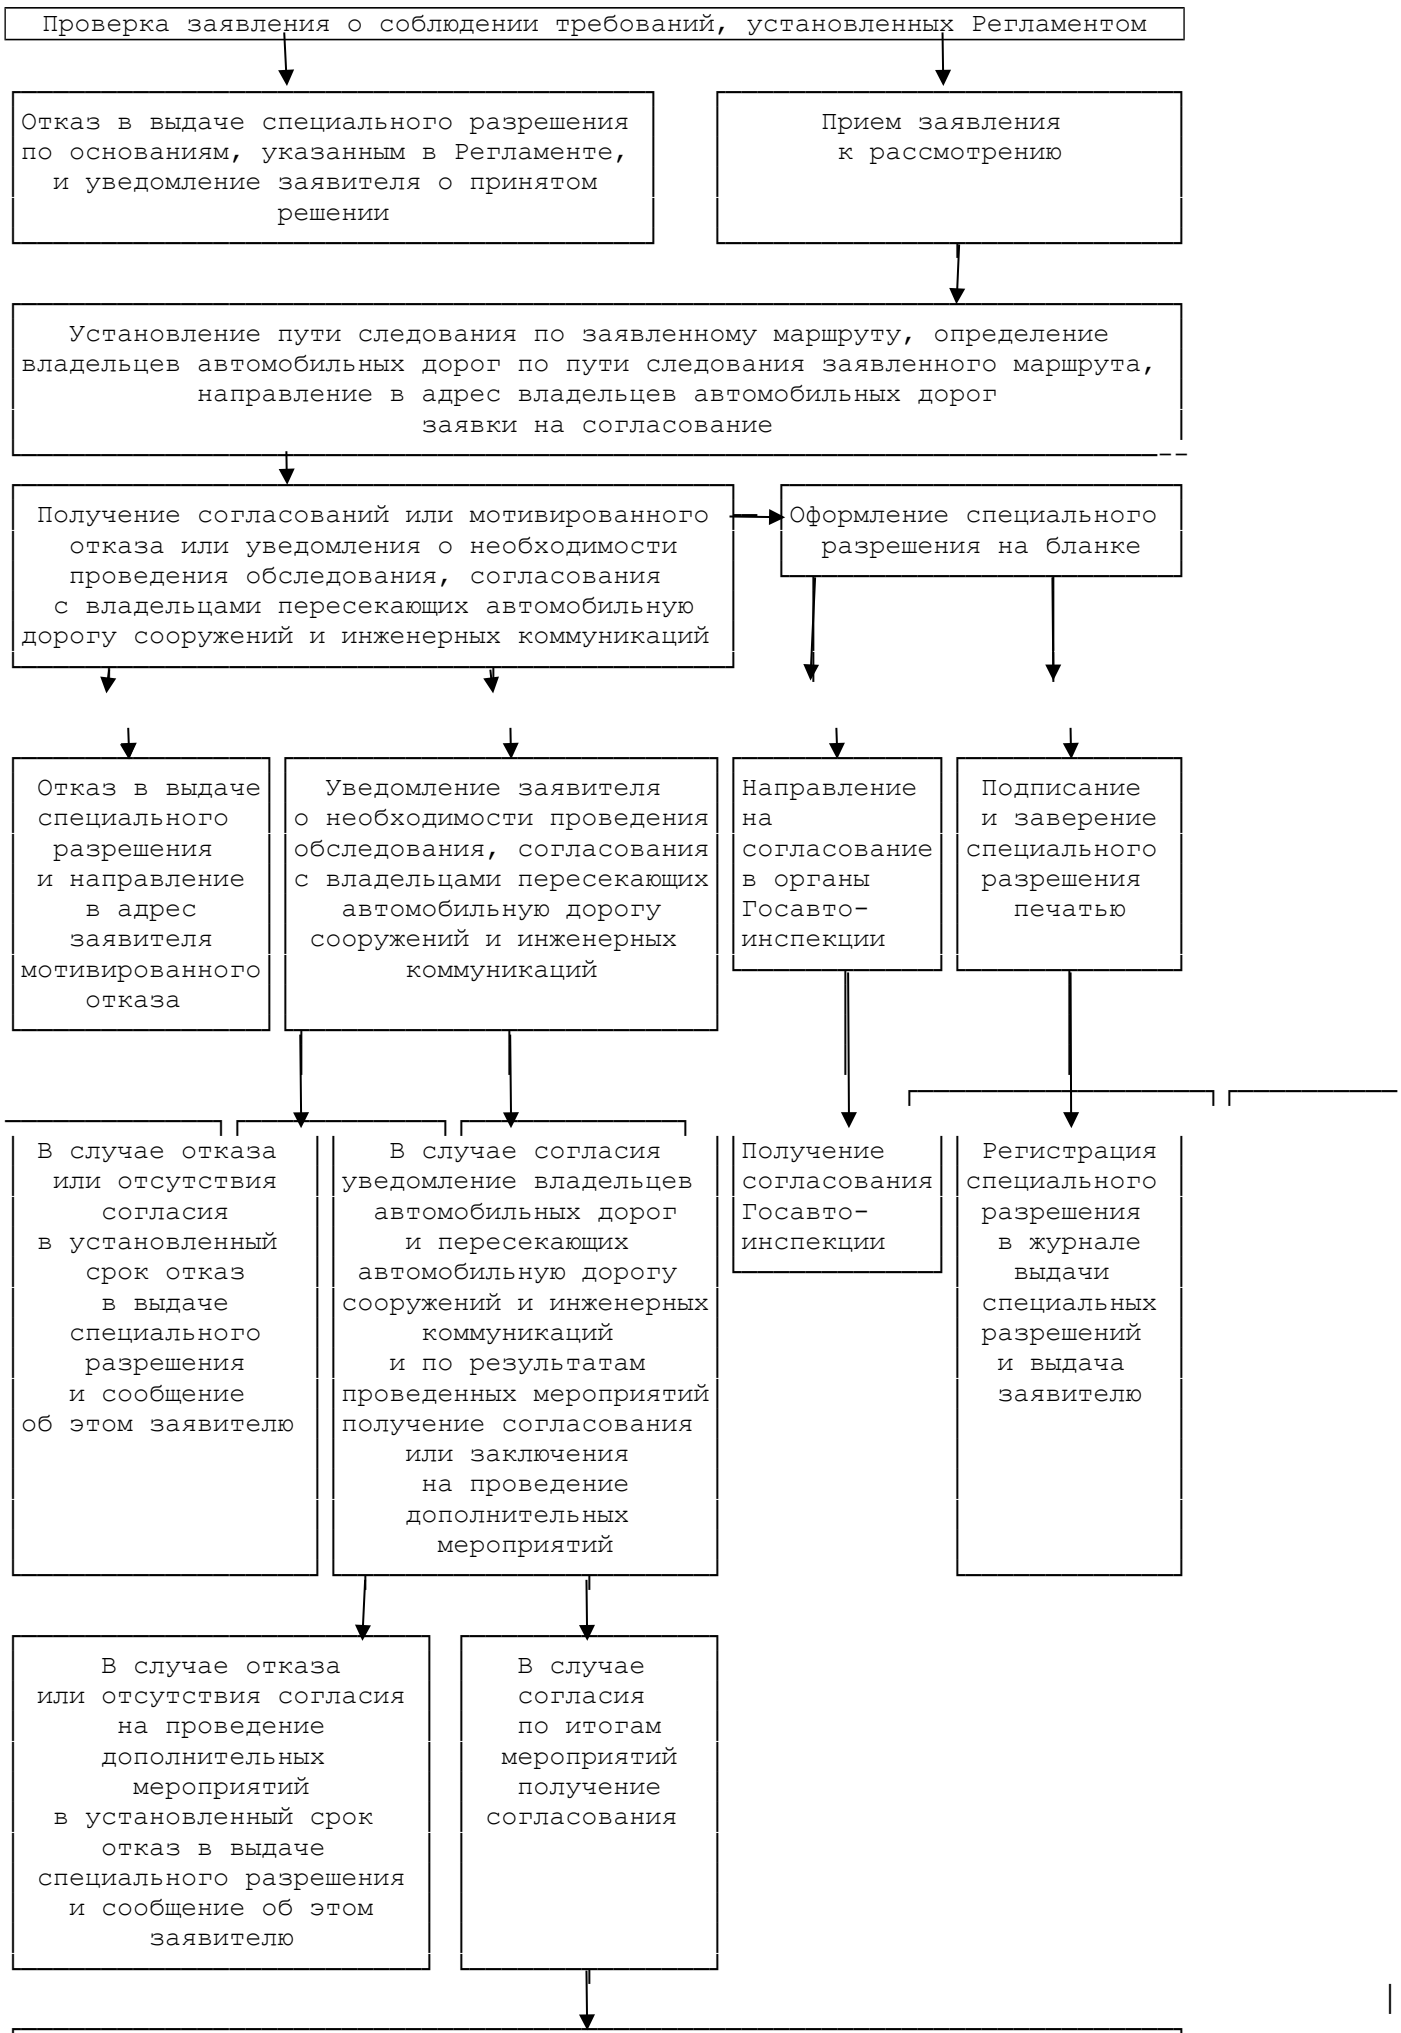 Проверка заявления о соблюдении требований, установленных Регламентом
Отказ в выдаче специального разрешения
по основаниям, указанным в Регламенте,
и уведомление заявителя о принятом
решении
Прием заявления
к рассмотрению
Установление пути следования по заявленному маршруту, определение
владельцев автомобильных дорог по пути следования заявленного маршрута,
направление в адрес владельцев автомобильных дорог
заявки на согласование
Получение согласований или мотивированного
отказа или уведомления о необходимости
проведения обследования, согласования
с владельцами пересекающих автомобильную
дорогу сооружений и инженерных коммуникаций
Оформление специального
разрешения на бланке
Отказ в выдаче
специального
разрешения
и направление
в адрес
заявителя
мотивированного
отказа
Уведомление заявителя
о необходимости проведения
обследования, согласования
с владельцами пересекающих
автомобильную дорогу
сооружений и инженерных
коммуникаций
Направление
на
согласование
в органы
Госавто-
инспекции
Подписание
и заверение
специального
разрешения
печатью
В случае отказа
или отсутствия
согласия
в установленный
срок отказ
в выдаче
специального
разрешения
и сообщение
об этом заявителю
В случае согласия
уведомление владельцев
автомобильных дорог
и пересекающих
автомобильную дорогу
сооружений и инженерных
коммуникаций
и по результатам
проведенных мероприятий
получение согласования
или заключения
на проведение
дополнительных
мероприятий
Получение
согласования
Госавто-
инспекции
Регистрация
специального
разрешения
в журнале
выдачи
специальных
разрешений
и выдача
заявителю
В случае отказа
или отсутствия согласия
на проведение
дополнительных
мероприятий
в установленный срок
отказ в выдаче
специального разрешения
и сообщение об этом
заявителю
В случае
согласия
по итогам
мероприятий
получение
согласования